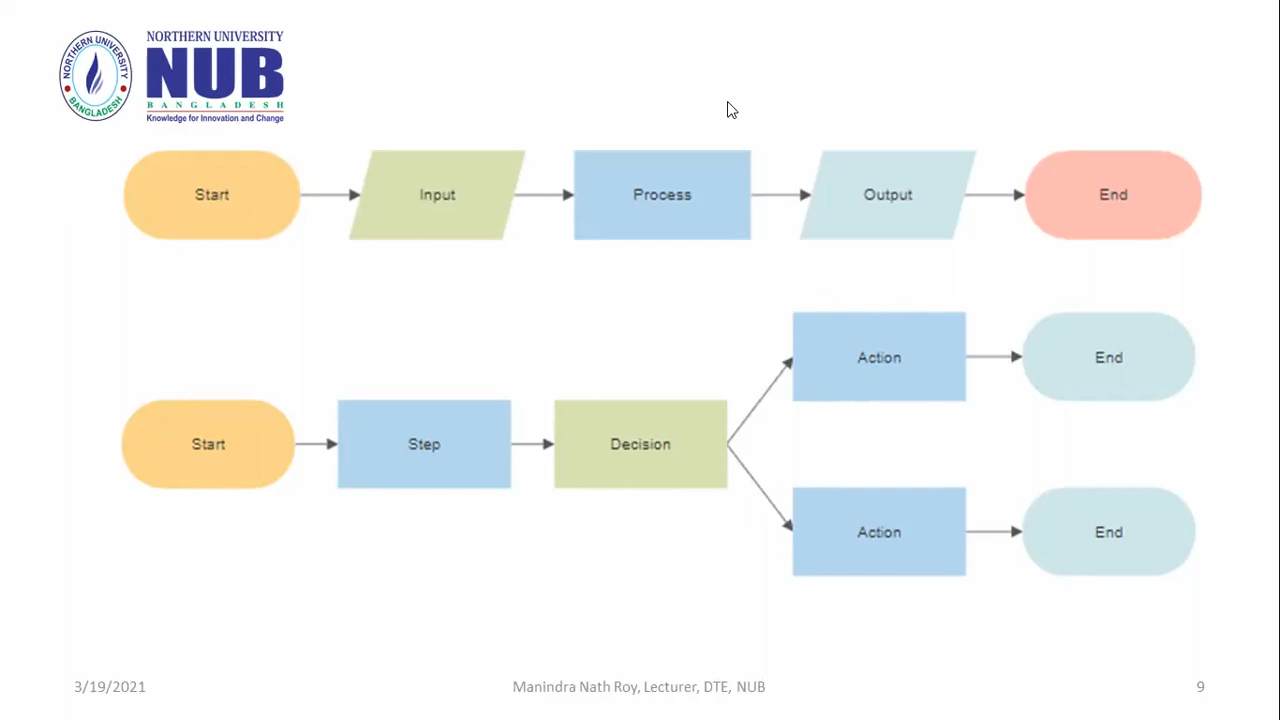 NORTHERN UNIVERSITY
BANGLADESH
NORTHERN UNIVERSITY
NUB
BANGLADESH
Knowledge for Innovation and Change
Start
Input
Process
Output
End
Action
End
Start
Step
Decision
Action
End
3/19/2021
Manindra Nath Roy, Lecturer, DTE, NUB
9